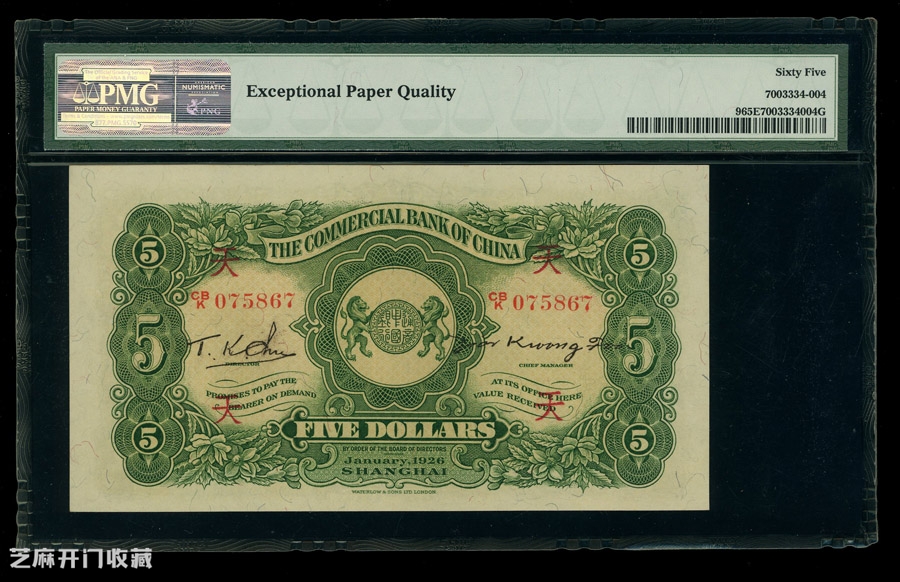 PMG
PAPER MONEY GUARANTY
NUMISMATIC
PNG
Exceptional Paper Quality
Sixty Five
7003334-004
965E7003334004G
THE COMMERCIAL BANK OF CHINA
5
5
天
天
CB
K 075867
CB
K 075867
5
5
T. K. Chu
DIRECTOR
CHIEF MANAGER
PROMISES TO PAY THE
BEARER ON DEMAND
AT ITS OFFICE HERE
VALUE RECEIVED
天
天
5
5
FIVE DOLLARS
BY ORDER OF THE BOARD OF DIRECTORS
January, 1926
SHANGHAI
WATERLOW & SONS LTD LONDON.
芝麻开门收藏